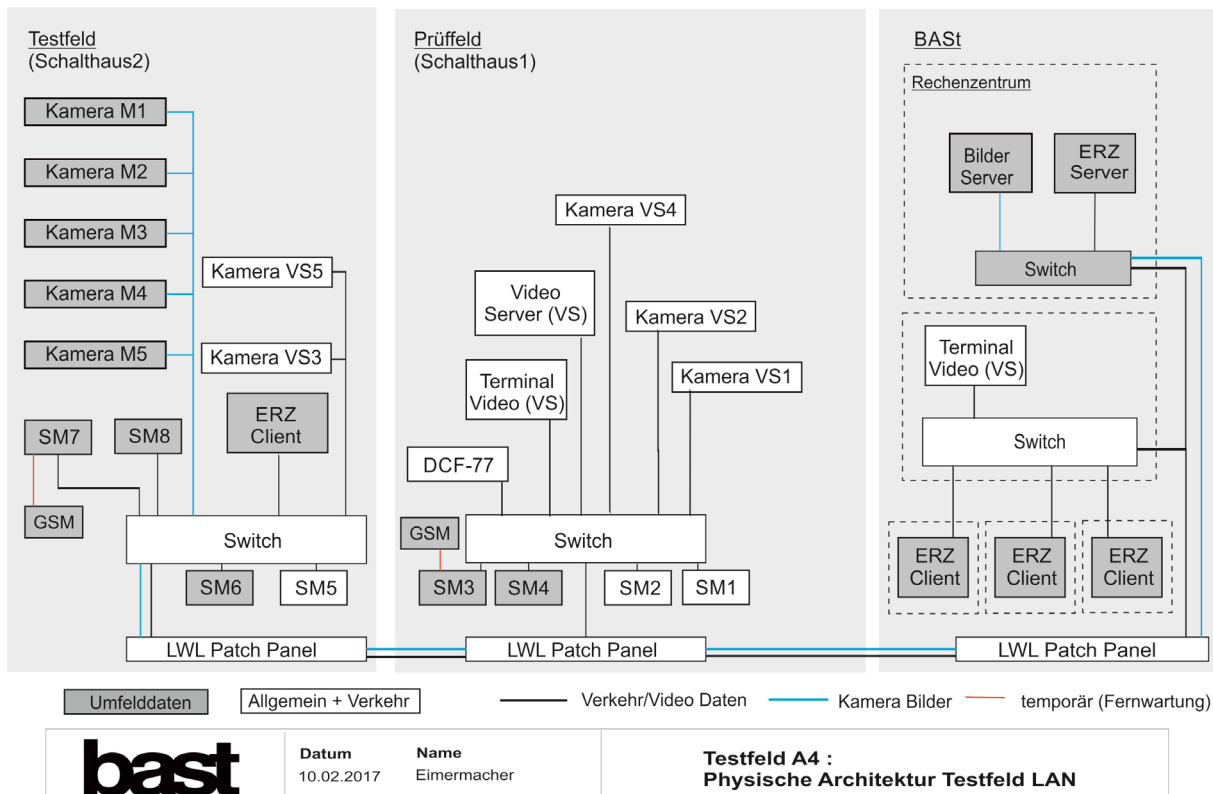 Testfeld
(Schalthaus2)
Kamera M1
Kamera M2
Kamera M3
Kamera M4
Kamera M5
Kamera VS5
Kamera VS3
ERZ
Client
SM7
SM8
GSM
Switch
SM6
SM5
LWL Patch Panel
Prüffeld
(Schalthaus1)
Kamera VS4
Video
Server (VS)
Kamera VS2
Terminal
Video (VS)
Kamera VS1
DCF-77
GSM
Switch
SM3
SM4
SM2
SM1
LWL Patch Panel
BASt
Rechenzentrum
Bilder
Server
ERZ
Server
Switch
Terminal
Video (VS)
Switch
ERZ
Client
ERZ
Client
ERZ
Client
LWL Patch Panel
Umfelddaten
Allgemein + Verkehr
Verkehr/Video Daten
Kamera Bilder
temporär (Fernwartung)
bast
Datum
10.02.2017
Name
Eimermacher
Testfeld A4 :
Physische Architektur Testfeld LAN